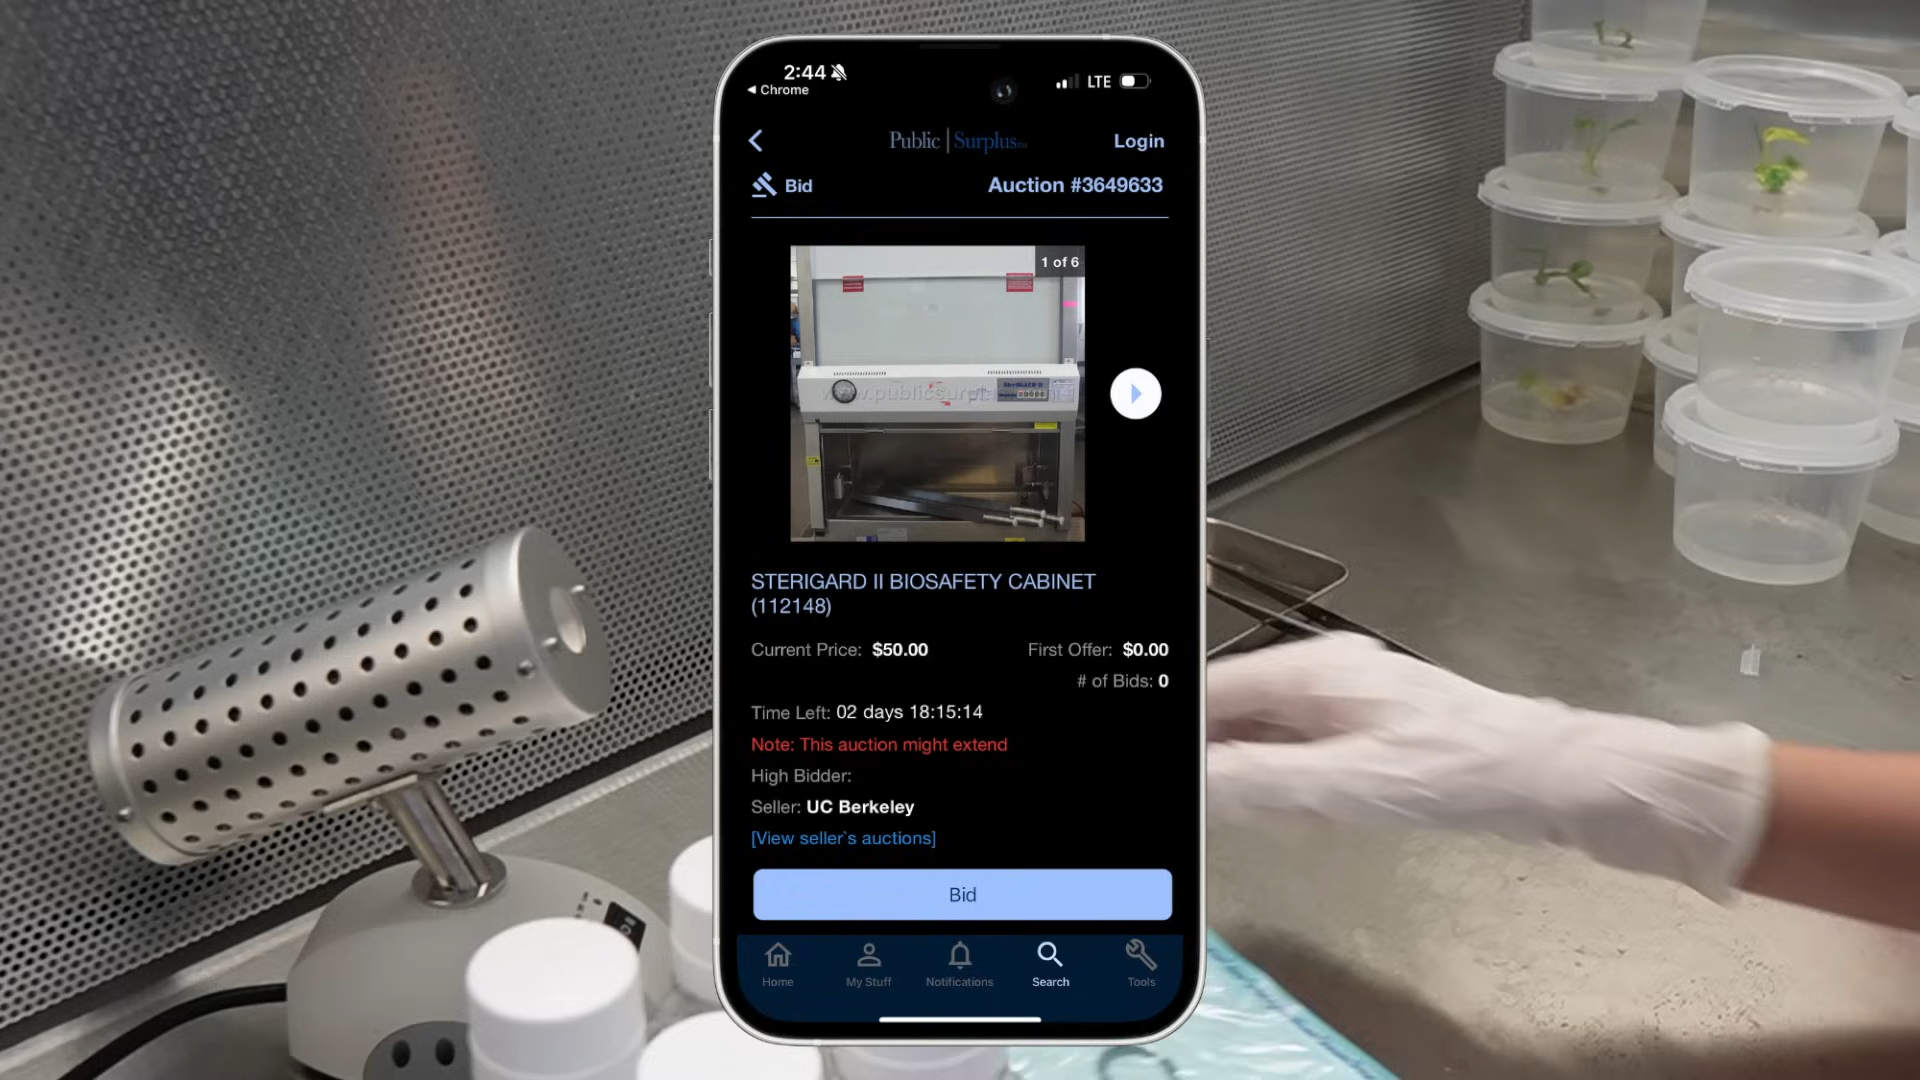 2:44
LTE
Chrome
Public Surplus
Login
Bid
Auction #3649633
1 of 6
www.publicsurp
STERIGARD II BIOSAFETY CABINET
(112148)
Current Price: $50.00
First Offer: $0.00
# of Bids: 0
Time Left: 02 days 18:15:14
Note: This auction might extend
High Bidder:
Seller: UC Berkeley
[View seller`s auctions]
Bid
Home
My Stuff
Notifications
Search
Tools